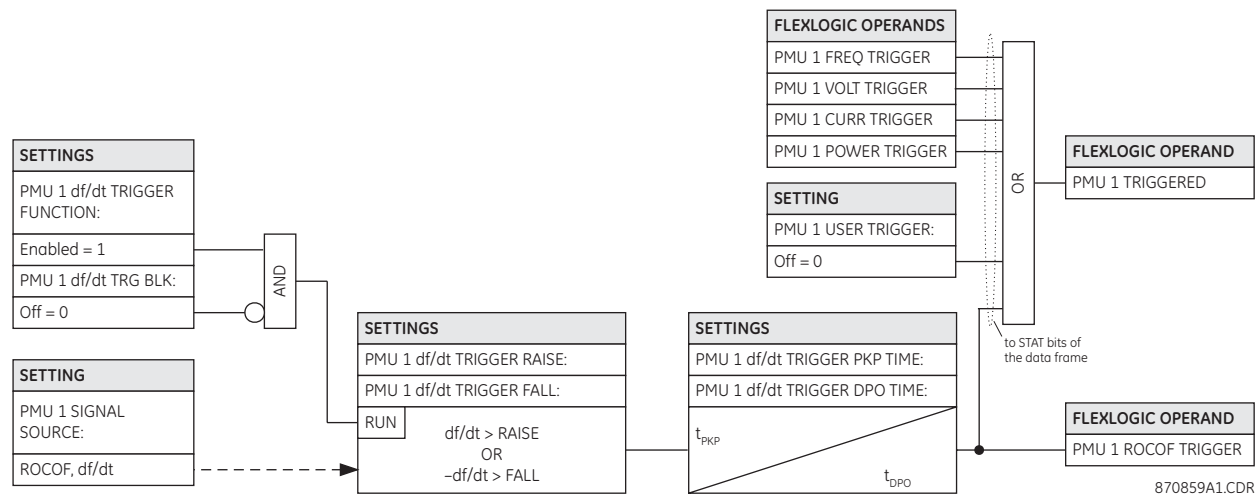 FLEXLOGIC OPERANDS
PMU 1 FREQ TRIGGER
PMU 1 VOLT TRIGGER
PMU 1 CURR TRIGGER
PMU 1 POWER TRIGGER
SETTING
PMU 1 USER TRIGGER:
Off = 0
OR
to STAT bits of
the data frame
FLEXLOGIC OPERAND
PMU 1 TRIGGERED
SETTINGS
PMU 1 df/dt TRIGGER
FUNCTION:
Enabled = 1
PMU 1 df/dt TRG BLK:
Off = 0
AND
SETTING
PMU 1 SIGNAL
SOURCE:
ROCOF, df/dt
SETTINGS
PMU 1 df/dt TRIGGER RAISE:
PMU 1 df/dt TRIGGER FALL:
RUN
df/dt > RAISE
OR
–df/dt > FALL
SETTINGS
PMU 1 df/dt TRIGGER PKP TIME:
PMU 1 df/dt TRIGGER DPO TIME:
tPKP
tDPO
FLEXLOGIC OPERAND
PMU 1 ROCOF TRIGGER
870859A1.CDR